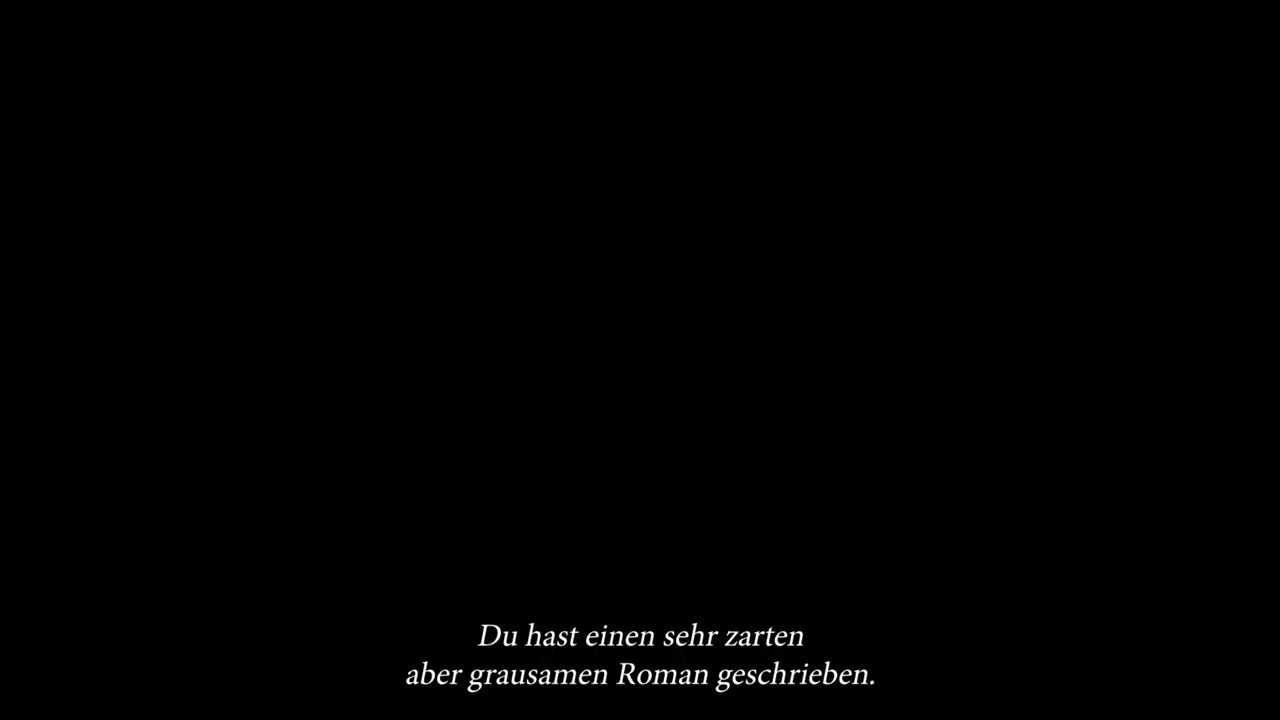 Du hast einen sehr zarten
aber grausamen Roman geschrieben.